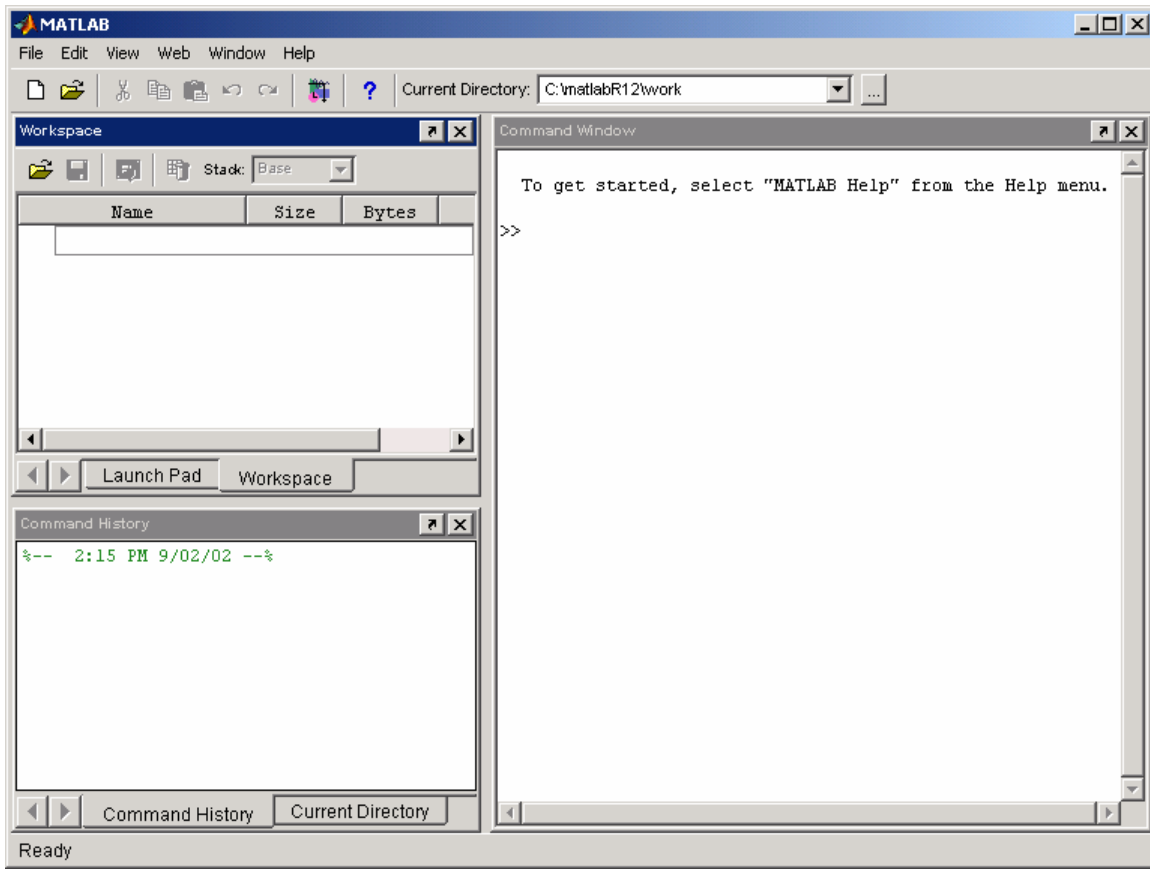 MATLAB
File Edit View Web Window Help
? Current Directory: C:\matlabR12\work ...
Workspace
Stack: Base
Name Size Bytes
Launch Pad Workspace
Command History
%-- 2:15 PM 9/02/02 --%
Command History Current Directory
Command Window
To get started, select "MATLAB Help" from the Help menu.
>>
Ready